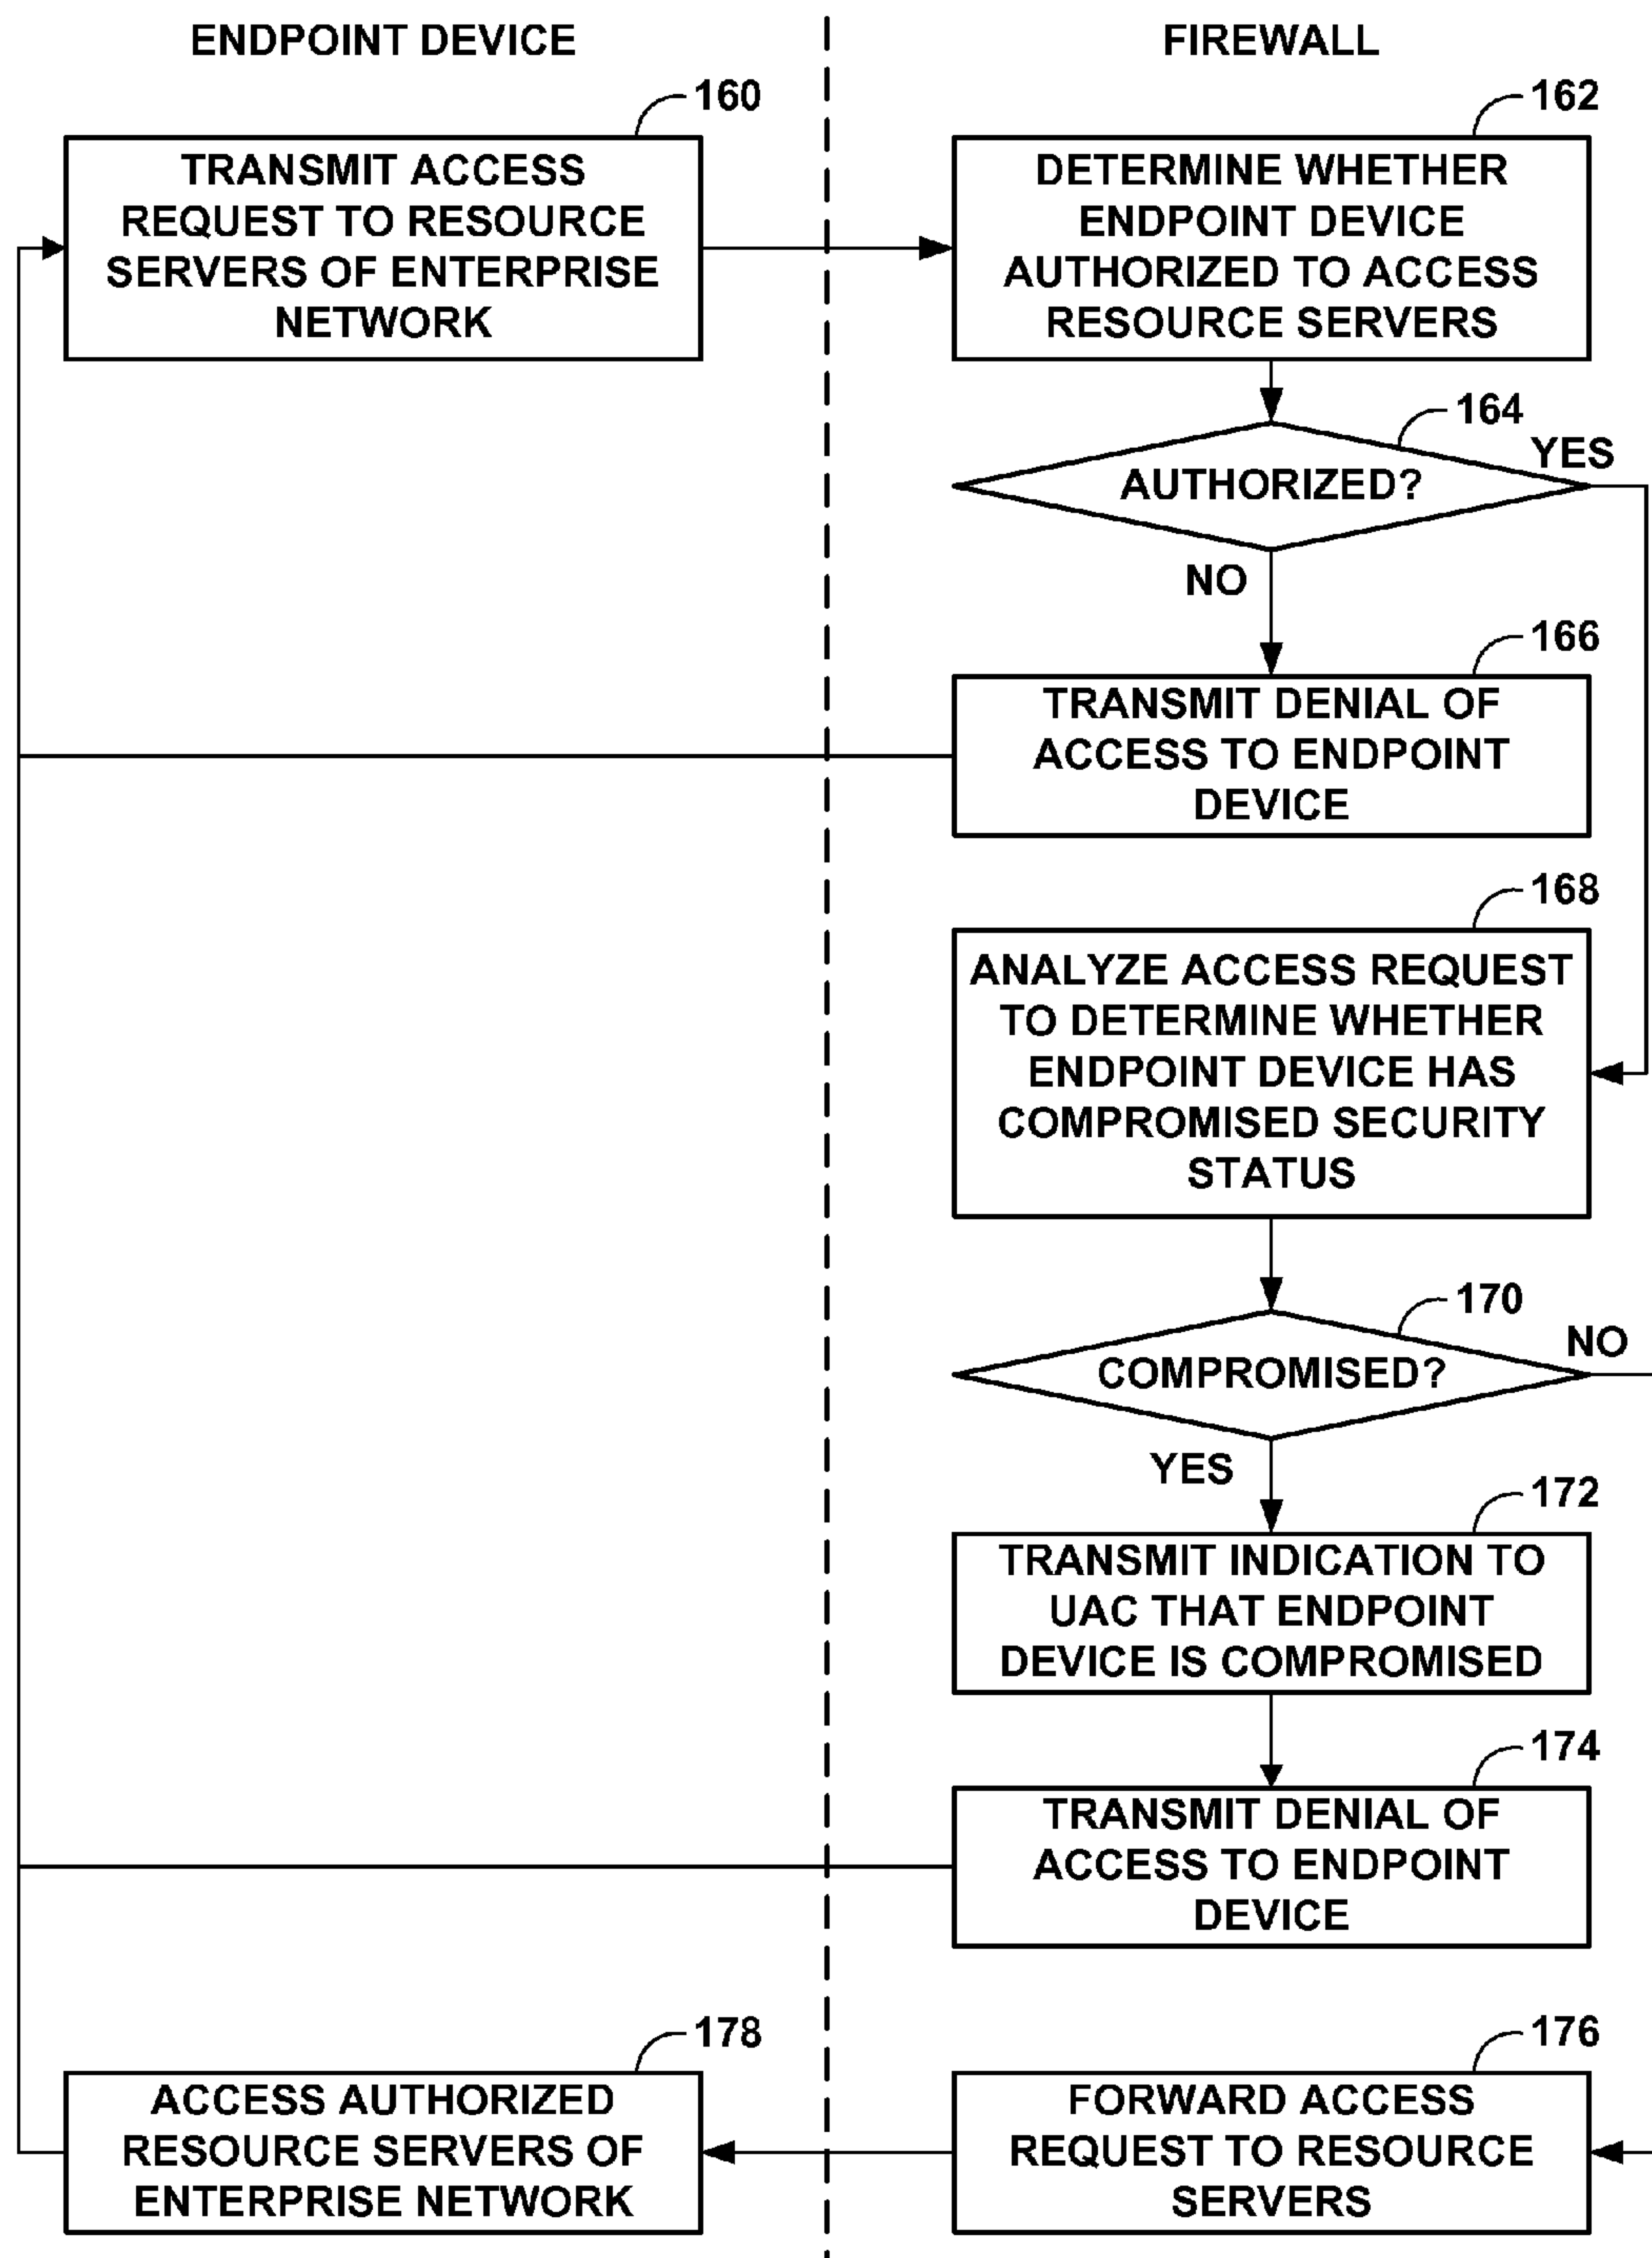 ENDPOINT DEVICE
FIREWALL
160
TRANSMIT ACCESS
REQUEST TO RESOURCE
SERVERS OF ENTERPRISE
NETWORK
162
DETERMINE WHETHER
ENDPOINT DEVICE
AUTHORIZED TO ACCESS
RESOURCE SERVERS
164
AUTHORIZED?
YES
NO
166
TRANSMIT DENIAL OF
ACCESS TO ENDPOINT
DEVICE
168
ANALYZE ACCESS REQUEST
TO DETERMINE WHETHER
ENDPOINT DEVICE HAS
COMPROMISED SECURITY
STATUS
170
COMPROMISED?
NO
YES
172
TRANSMIT INDICATION TO
UAC THAT ENDPOINT
DEVICE IS COMPROMISED
174
TRANSMIT DENIAL OF
ACCESS TO ENDPOINT
DEVICE
178
ACCESS AUTHORIZED
RESOURCE SERVERS OF
ENTERPRISE NETWORK
176
FORWARD ACCESS
REQUEST TO RESOURCE
SERVERS